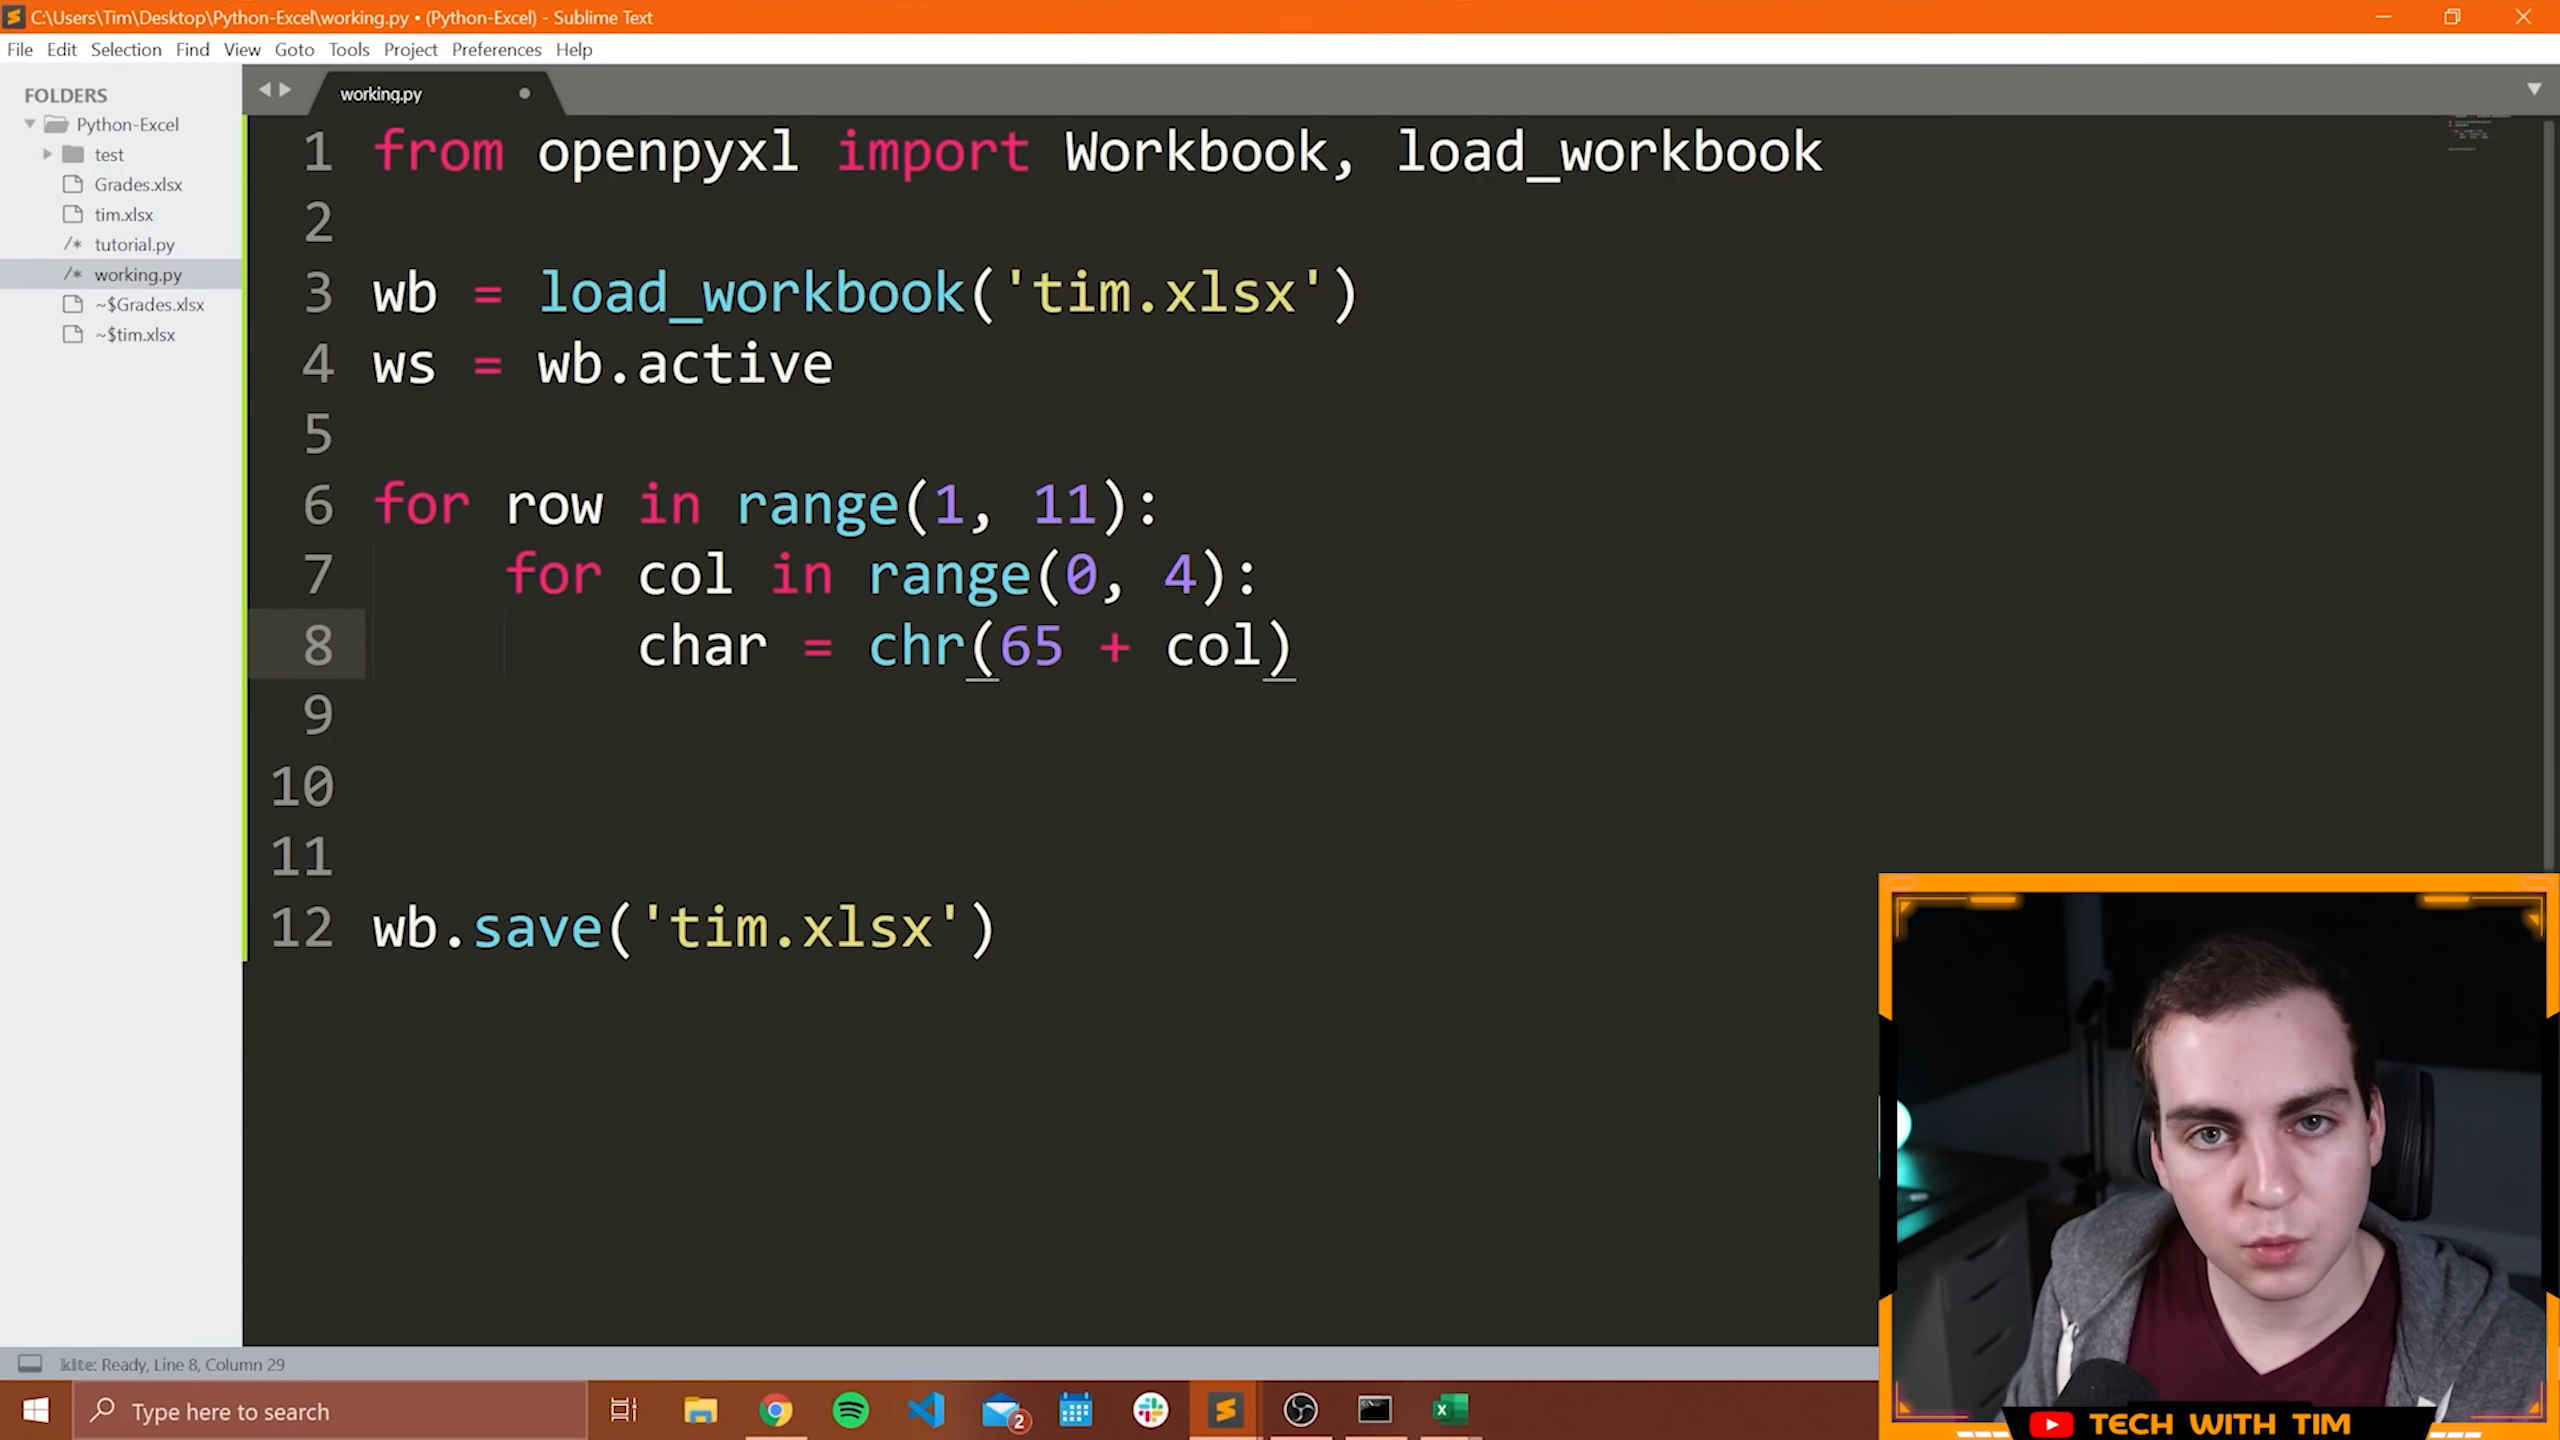 C:\Users\Tim\Desktop\Python-Excel\working.py • (Python-Excel) - Sublime Text
File Edit Selection Find View Goto Tools Project Preferences Help
FOLDERS
Python-Excel
test
Grades.xlsx
tim.xlsx
/* tutorial.py
/* working.py
~$Grades.xlsx
~$tim.xlsx
working.py
1 from openpyxl import Workbook, load_workbook
2
3 wb = load_workbook('tim.xlsx')
4 ws = wb.active
5
6 for row in range(1, 11):
7     for col in range(0, 4):
8         char = chr(65 + col)
9
10
11
12 wb.save('tim.xlsx')
kite: Ready, Line 8, Column 29
Type here to search
2
TECH WITH TIM